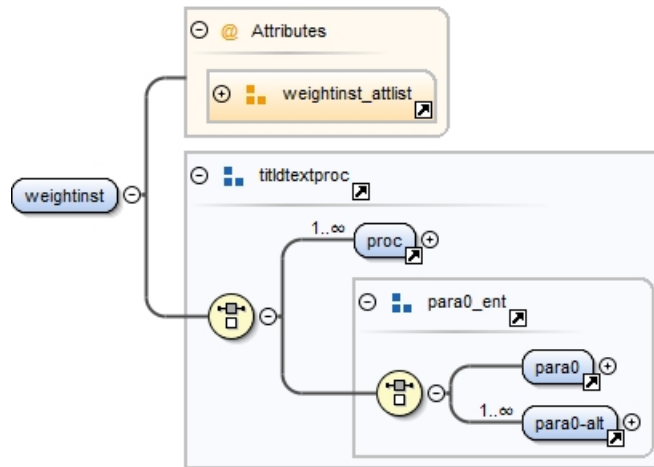 @ Attributes
weightinst_attlist
weightinst
titldtextproc
1..∞
proc
para0_ent
para0
1..∞
para0-alt